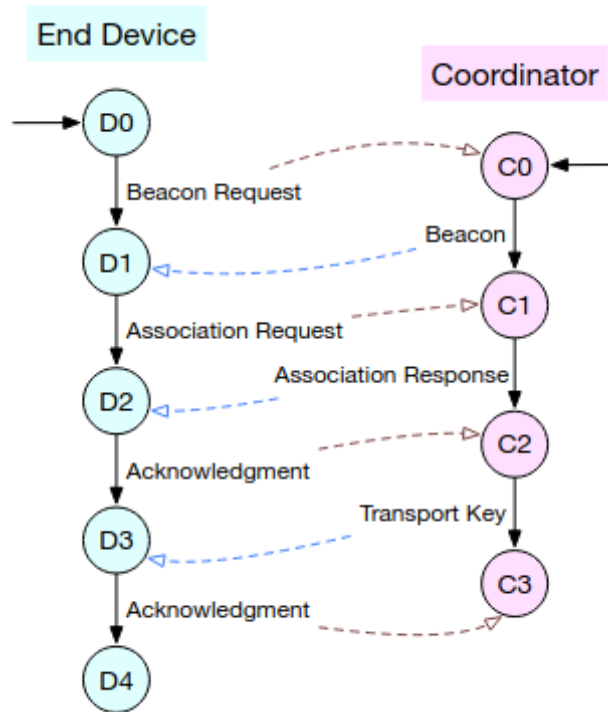 End Device
Coordinator
D0
C0
Beacon Request
Beacon
D1
C1
Association Request
Association Response
D2
C2
Acknowledgment
Transport Key
D3
C3
Acknowledgment
D4